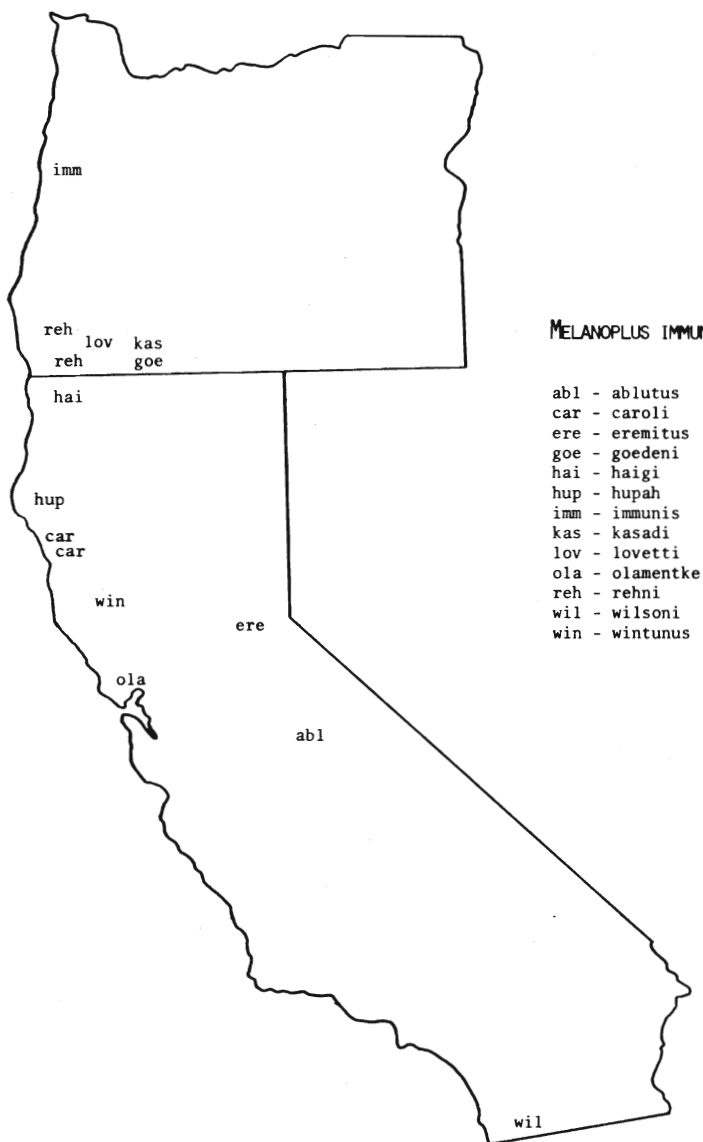 imm
reh
lov kas
reh goe
hai
hup
car
car
win
ere
ola
abl
wil
MELANOPLUS IMMUN
abl - ablutus
car - caroli
ere - eremitus
goe - goedeni
hai - haigi
hup - hupah
imm - immunis
kas - kasadi
lov - lovetti
ola - olamentke
reh - rehni
wil - wilsoni
win - wintunus